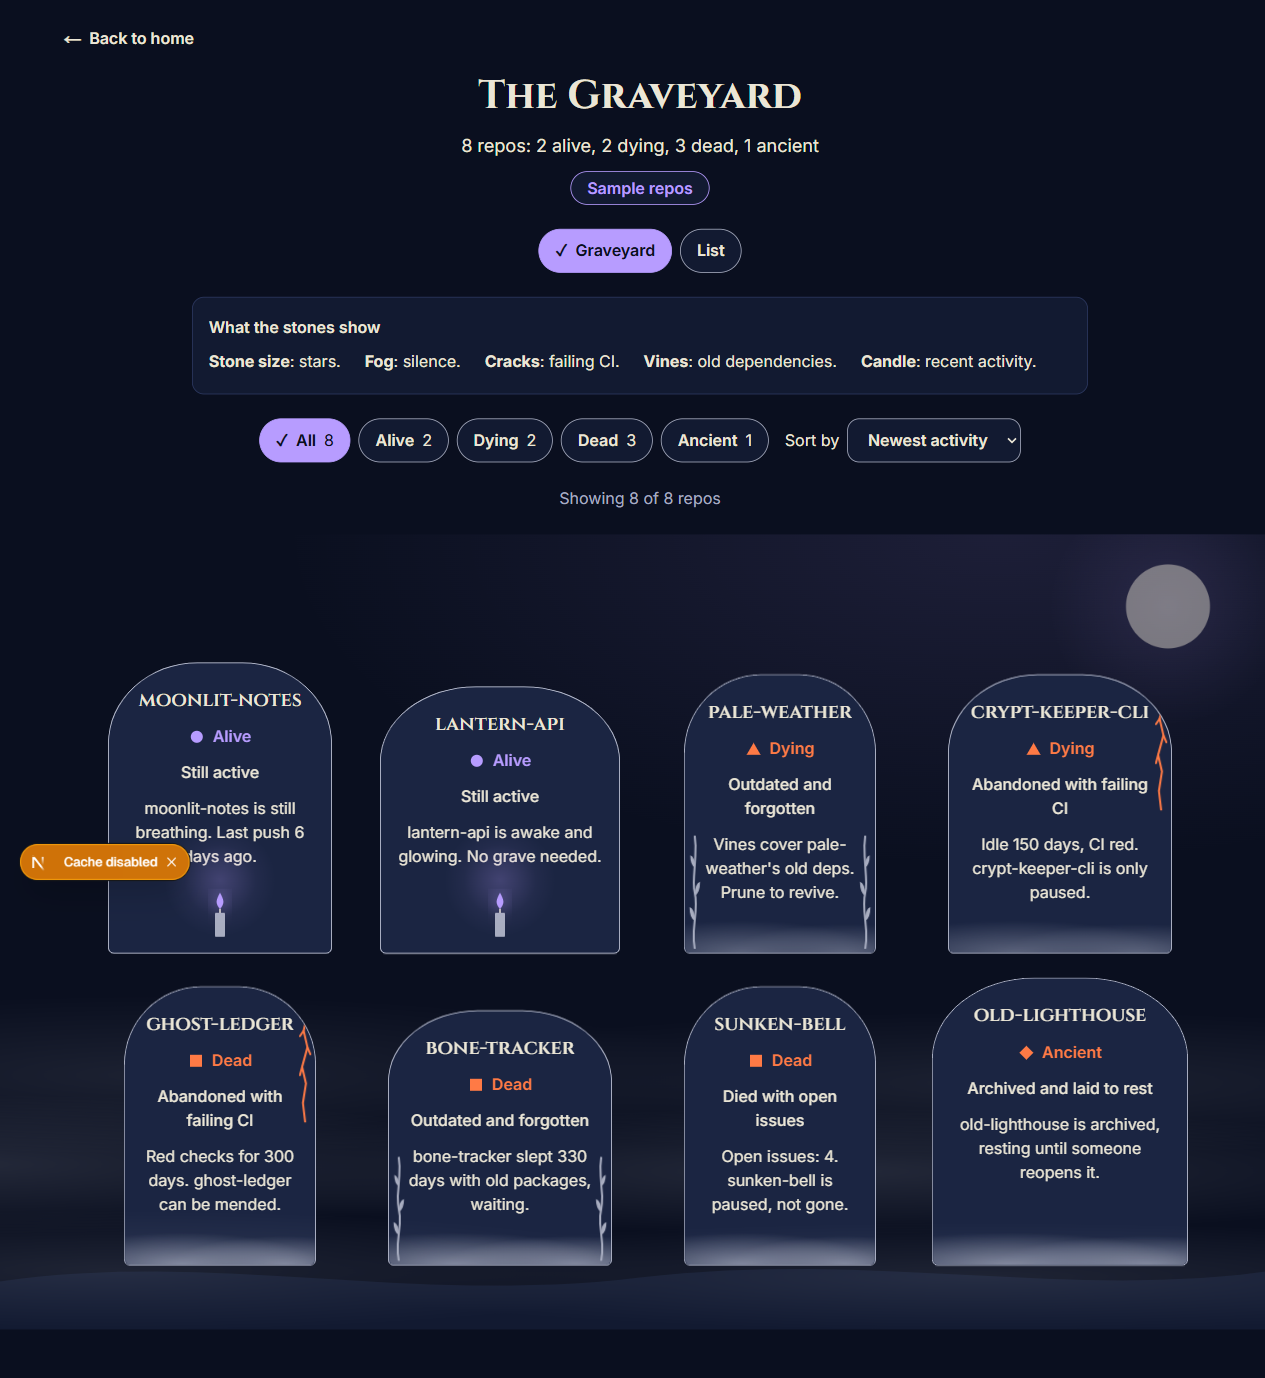 ← Back to home
The Graveyard
8 repos: 2 alive, 2 dying, 3 dead, 1 ancient
Sample repos
✓ Graveyard
List
What the stones show
Stone size: stars. Fog: silence. Cracks: failing CI. Vines: old dependencies. Candle: recent activity.
✓ All 8
Alive 2
Dying 2
Dead 3
Ancient 1
Sort by
Newest activity
Showing 8 of 8 repos
moonlit-notes
Alive
Still active
moonlit-notes is still
breathing. Last push 6
days ago.
lantern-api
Alive
Still active
lantern-api is awake and
glowing. No grave needed.
pale-weather
Dying
Outdated and
forgotten
Vines cover pale-
weather's old deps.
Prune to revive.
crypt-keeper-cli
Dying
Abandoned with failing
CI
Idle 150 days, CI red.
crypt-keeper-cli is only
paused.
N Cache disabled ×
ghost-ledger
Dead
Abandoned with
failing CI
Red checks for 300
days. ghost-ledger
can be mended.
bone-tracker
Dead
Outdated and forgotten
bone-tracker slept 330
days with old packages,
waiting.
sunken-bell
Dead
Died with open
issues
Open issues: 4.
sunken-bell is
paused, not gone.
old-lighthouse
Ancient
Archived and laid to rest
old-lighthouse is archived,
resting until someone
reopens it.